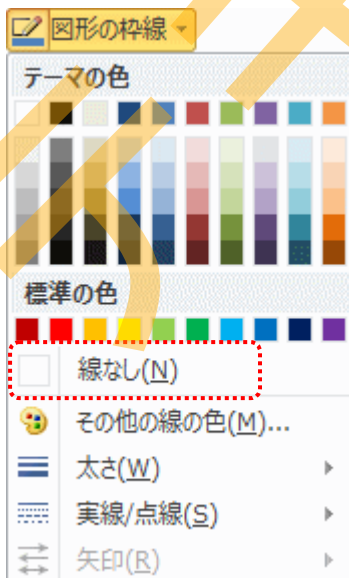 図形の枠線
テーマの色
標準の色
線なし(N)
その他の線の色(M)...
太さ(W)
実線/点線(S)
矢印(R)